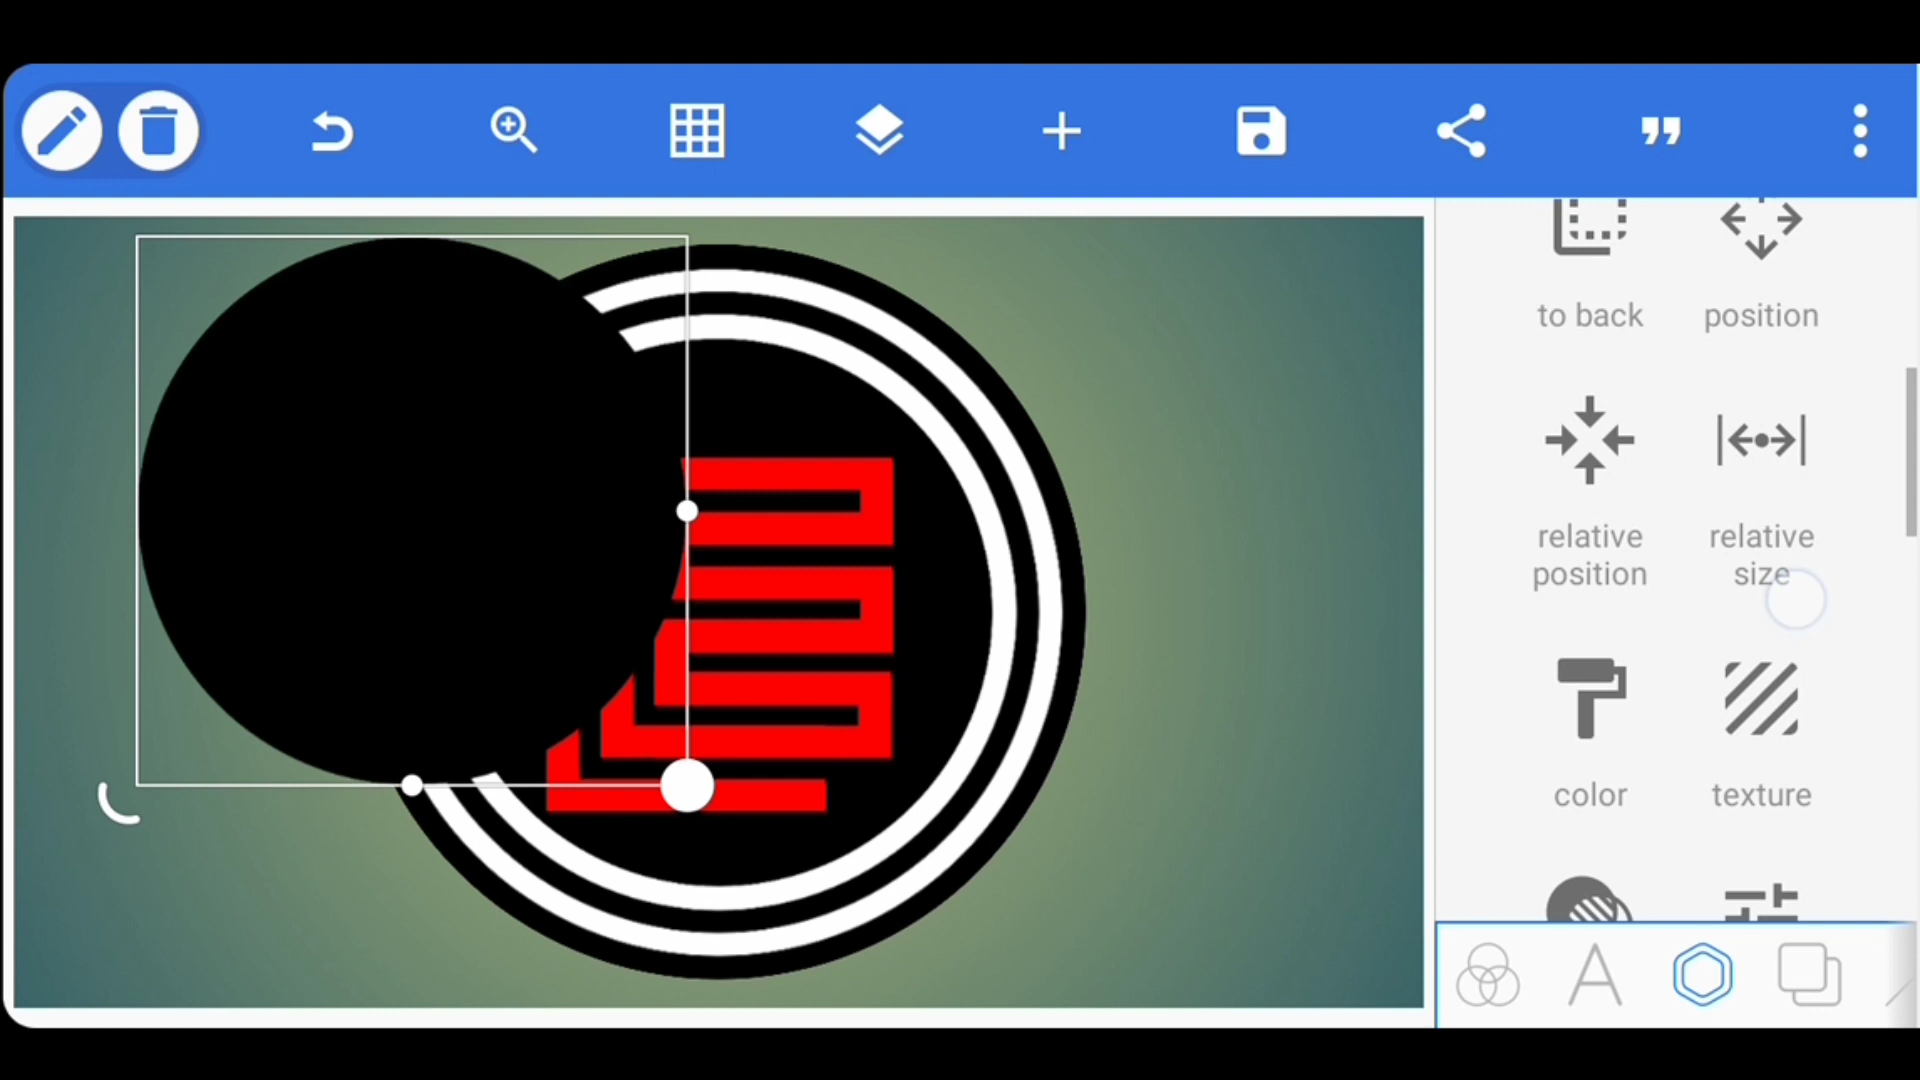 to back
position
relative
position
relative
size
color
texture